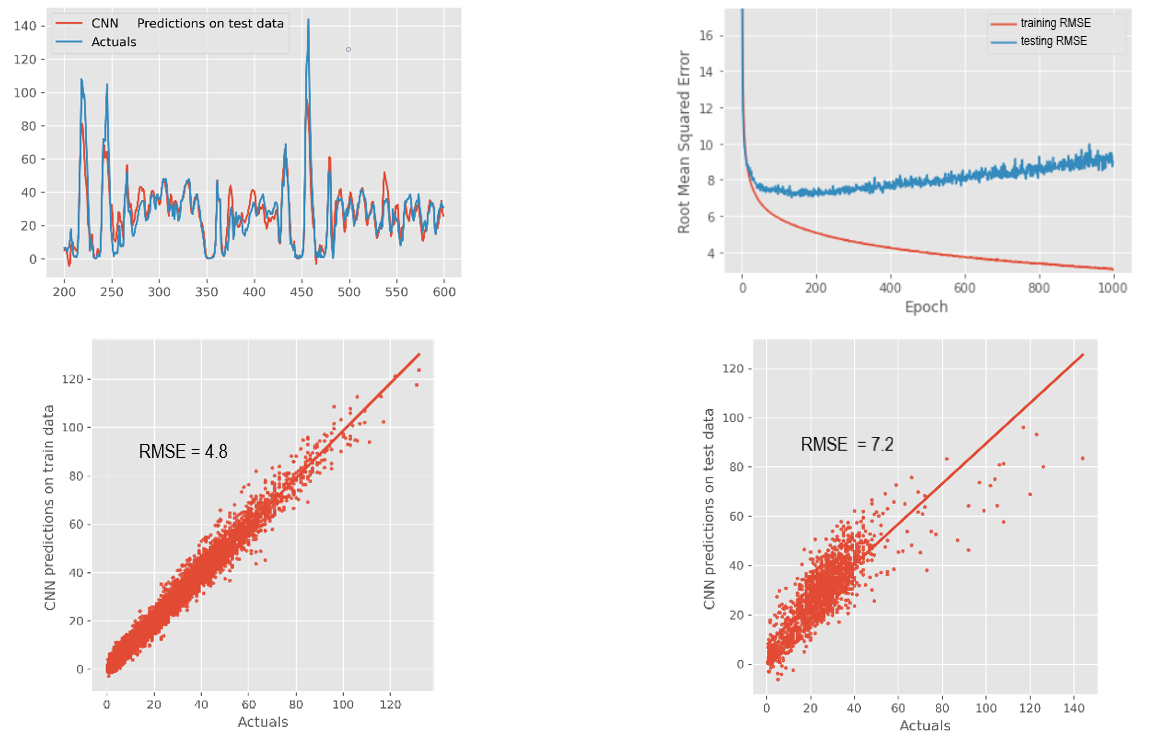 CNN Predictions on test data
Actuals
140
120
100
80
60
40
20
0
200 250 300 350 400 450 500 550 600
training RMSE
testing RMSE
Root Mean Squared Error
16
14
12
10
8
6
4
0 200 400 600 800 1000
Epoch
RMSE = 4.8
CNN predictions on train data
120
100
80
60
40
20
0
0 20 40 60 80 100 120
Actuals
RMSE = 7.2
CNN predictions on test data
120
100
80
60
40
20
0
0 20 40 60 80 100 120 140
Actuals